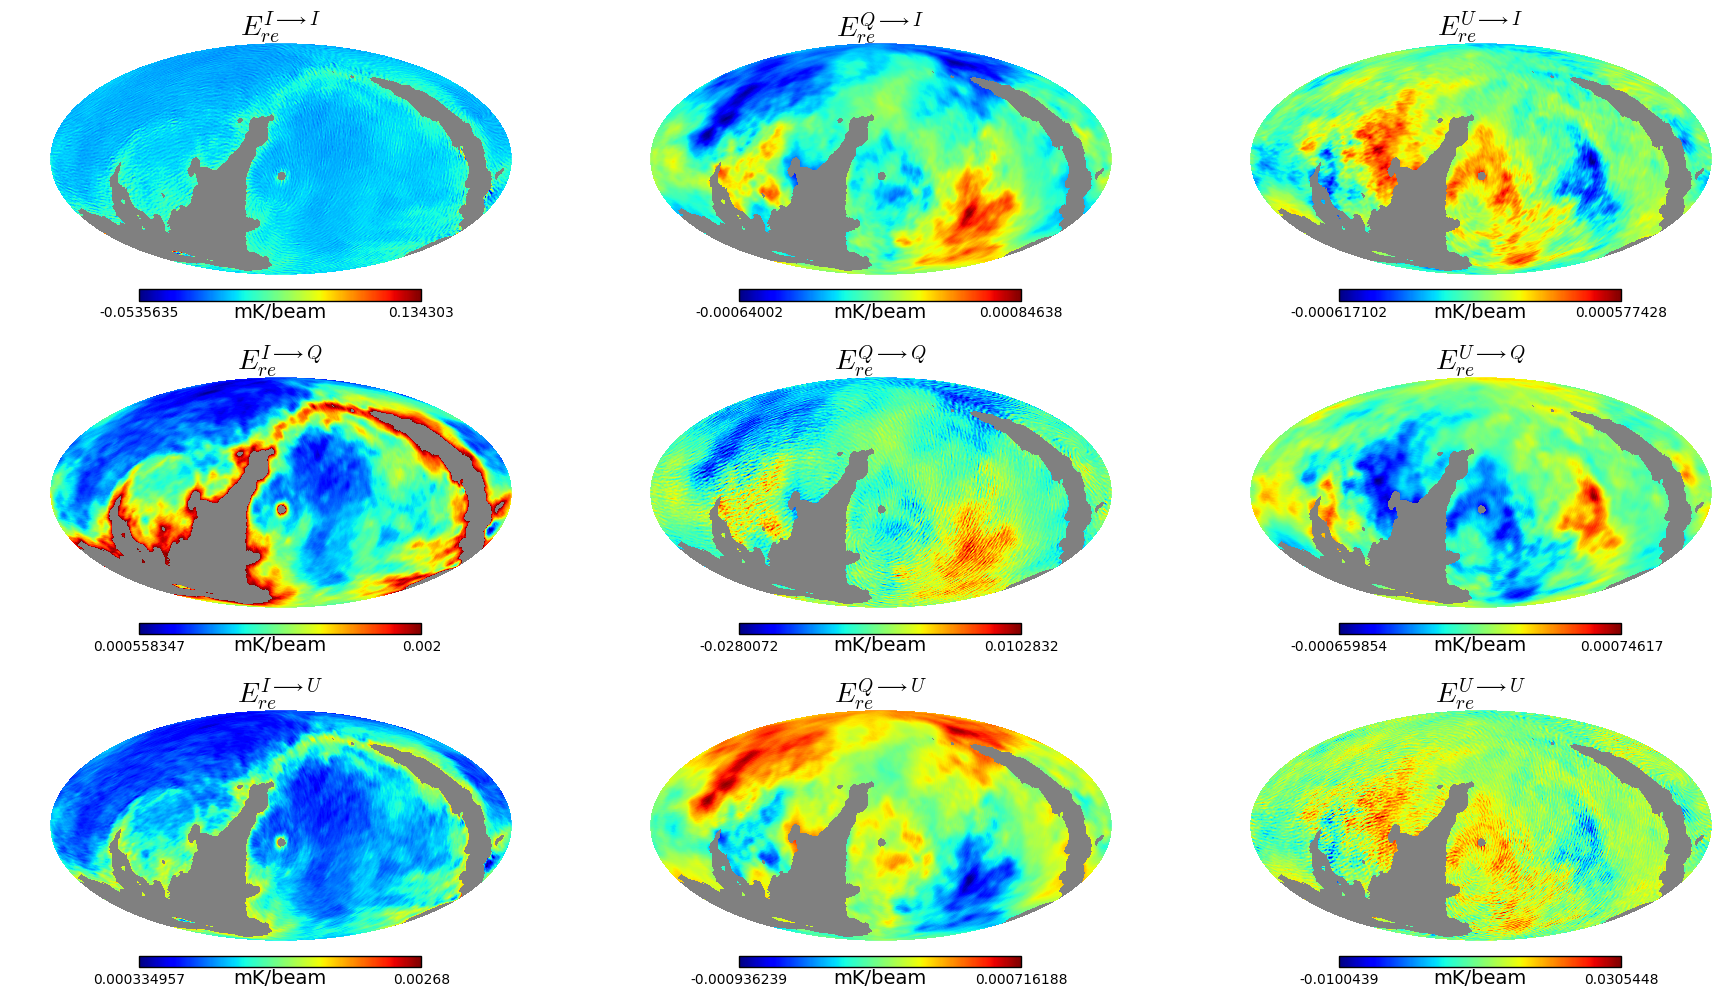 E_{re}^{I⟶I} E_{re}^{Q⟶I} E_{re}^{U⟶I}
-0.0535635 mK/beam 0.134303 -0.00064002 mK/beam 0.00084638 -0.000617102 mK/beam 0.000577428
E_{re}^{I⟶Q} E_{re}^{Q⟶Q} E_{re}^{U⟶Q}
0.000558347 mK/beam 0.002 -0.0280072 mK/beam 0.0102832 -0.000659854 mK/beam 0.00074617
E_{re}^{I⟶U} E_{re}^{Q⟶U} E_{re}^{U⟶U}
0.000334957 mK/beam 0.00268 -0.000936239 mK/beam 0.000716188 -0.0100439 mK/beam 0.0305448